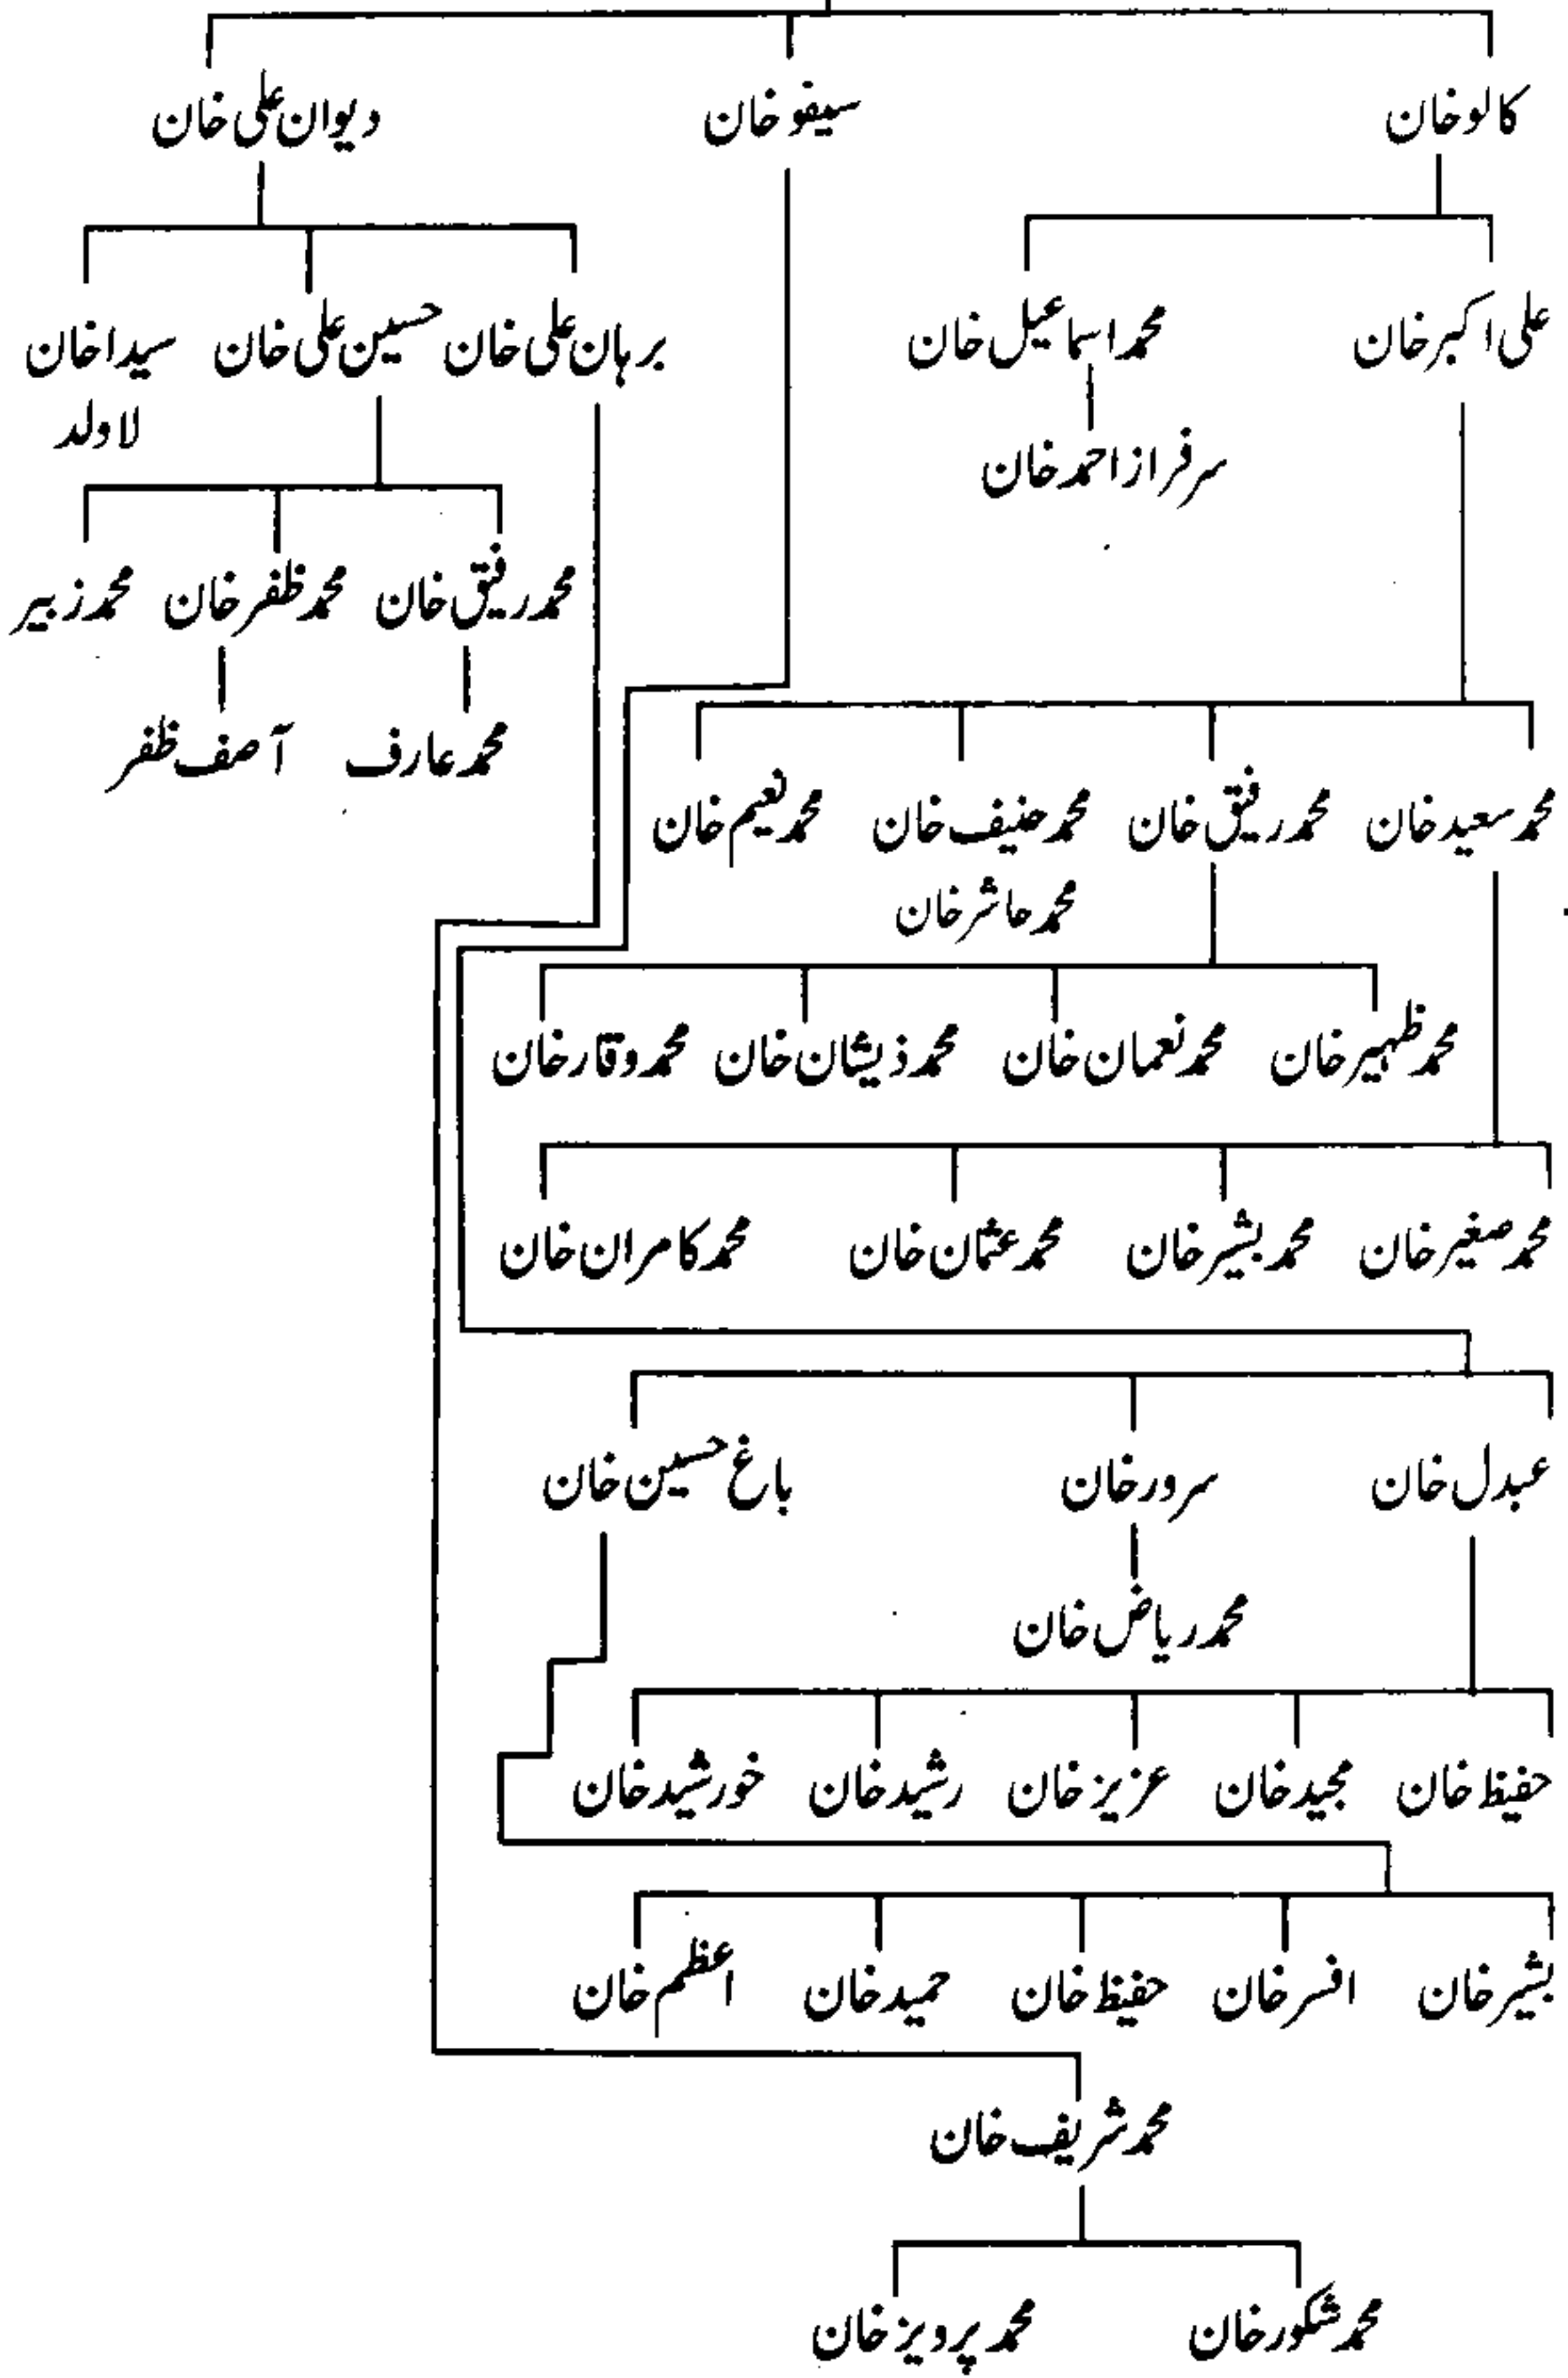 کالوخان سیفو خان دیوان علی خان
علی اکبر خان محمد اسماعیل خان برہان علی خان حسین علی خان سیدا خان
لاولد
سرفراز احمد خان
محمد رفیق خان محمد ظفر خان محمد زبیر
محمد عارف آصف ظفر
محمد سعید خان محمد رفیق خان محمد حنیف خان محمد نعیم خان
محمد حاشر خان
محمد ظہیر خان محمد نعمان خان محمد ذیشان خان محمد وقار خان
محمد صغیر خان محمد بشیر خان محمد عثمان خان محمد کامران خان
عبدل خان سرور خان باغ حسین خان
محمد ریاض خان
حفیظ خان مجید خان عزیز خان رشید خان خورشید خان
بشیر خان افسر خان حفیظ خان حمید خان اعظم خان
محمد شریف خان
محمد شکور خان محمد پرویز خان